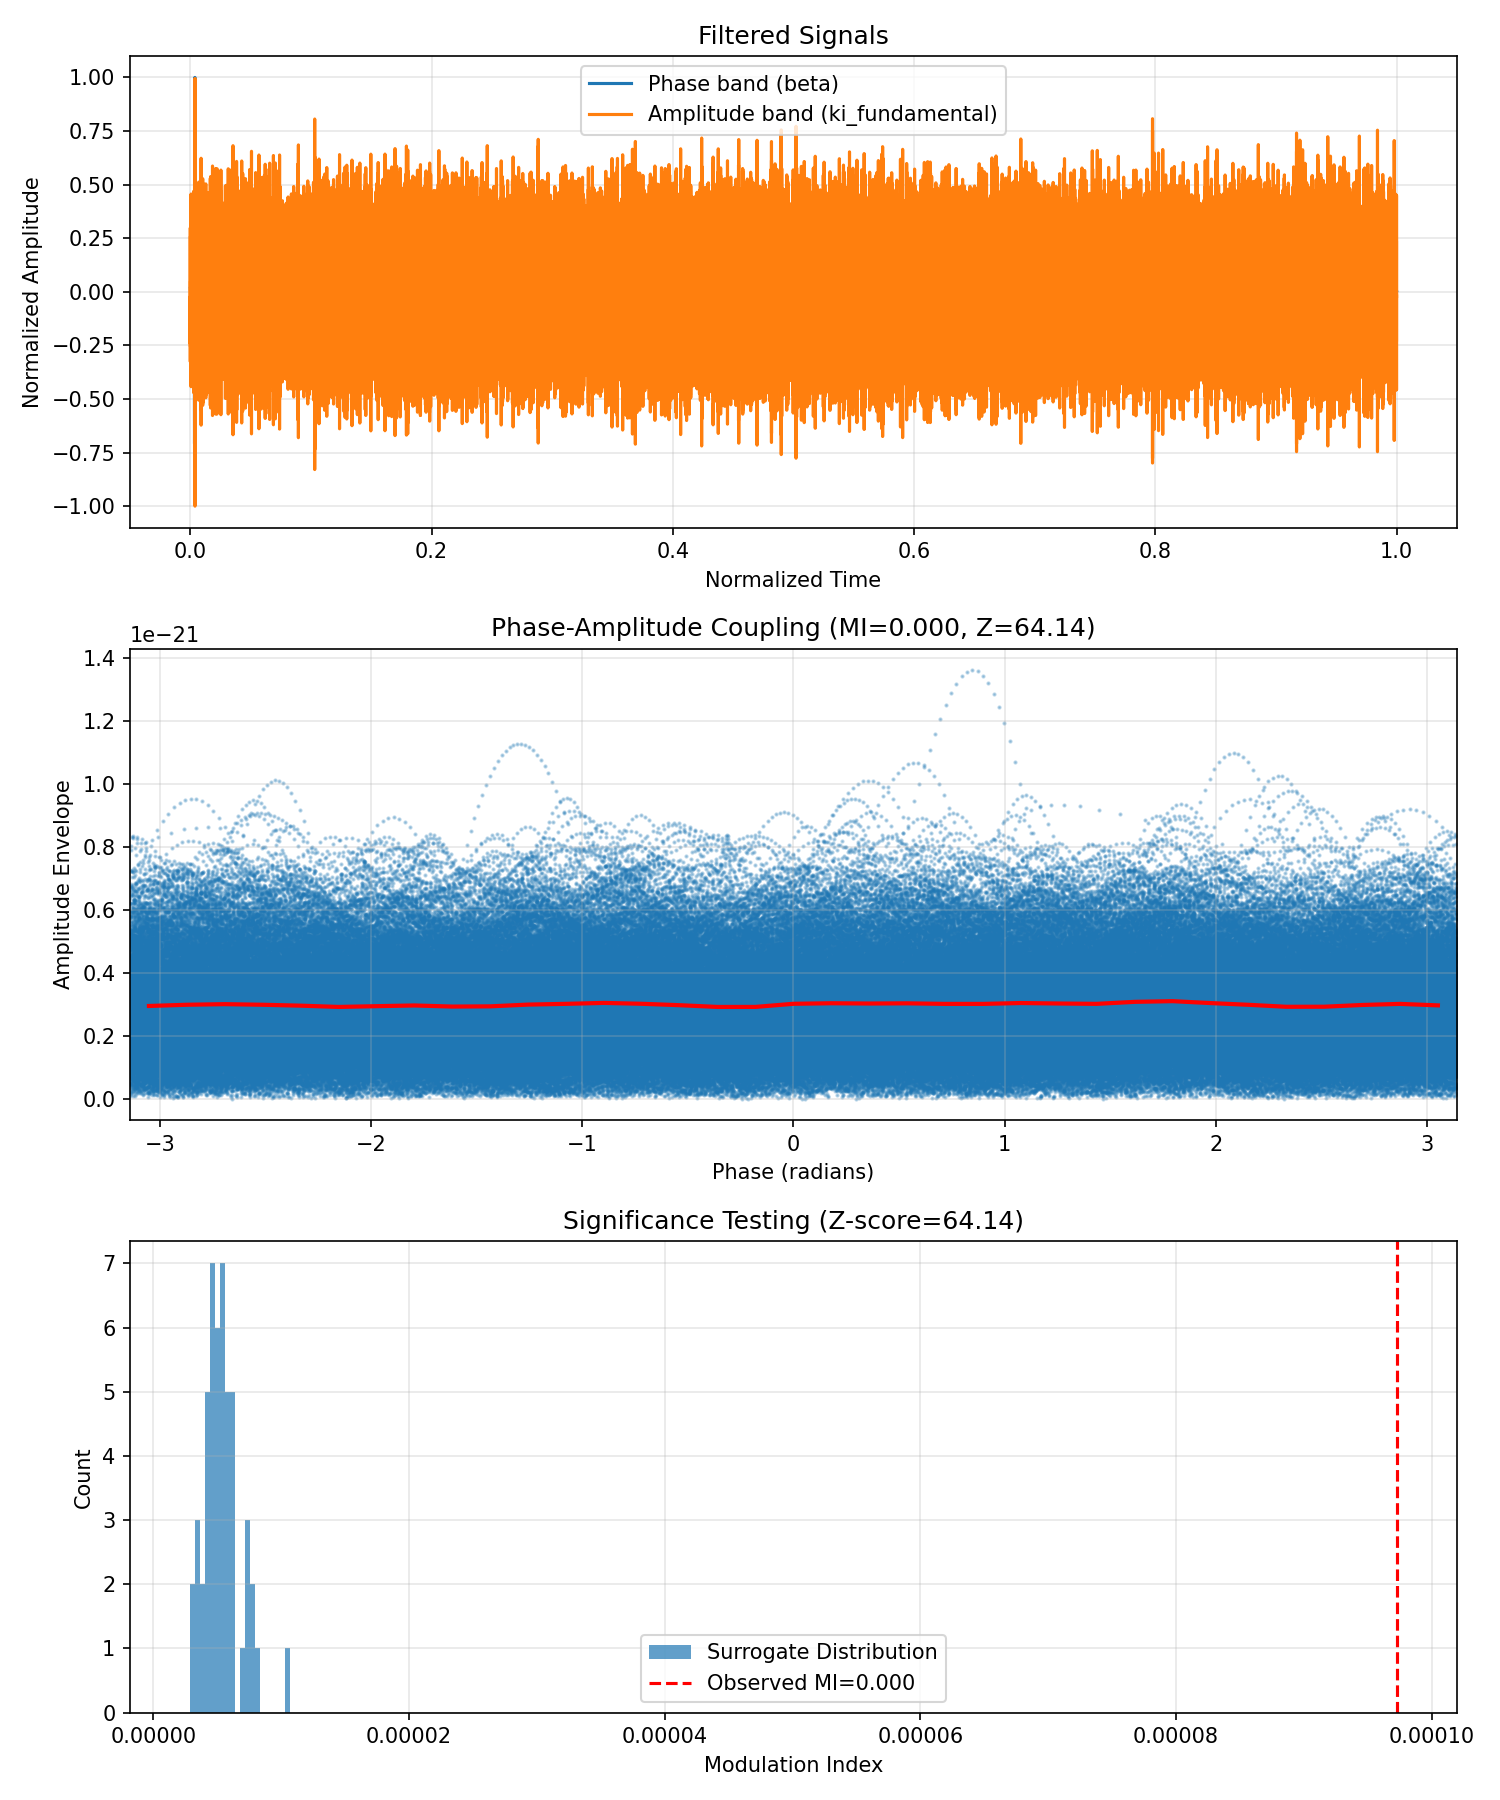 Filtered Signals
1.00
0.75
0.50
0.25
0.00
−0.25
−0.50
−0.75
−1.00
Normalized Amplitude
Phase band (beta)
Amplitude band (ki_fundamental)
0.0 0.2 0.4 0.6 0.8 1.0
Normalized Time
Phase-Amplitude Coupling (MI=0.000, Z=64.14)
1e−21
1.4
1.2
1.0
0.8
0.6
0.4
0.2
0.0
Amplitude Envelope
−3 −2 −1 0 1 2 3
Phase (radians)
Significance Testing (Z-score=64.14)
7
6
5
4
3
2
1
0
Count
Surrogate Distribution
Observed MI=0.000
0.00000 0.00002 0.00004 0.00006 0.00008 0.00010
Modulation Index